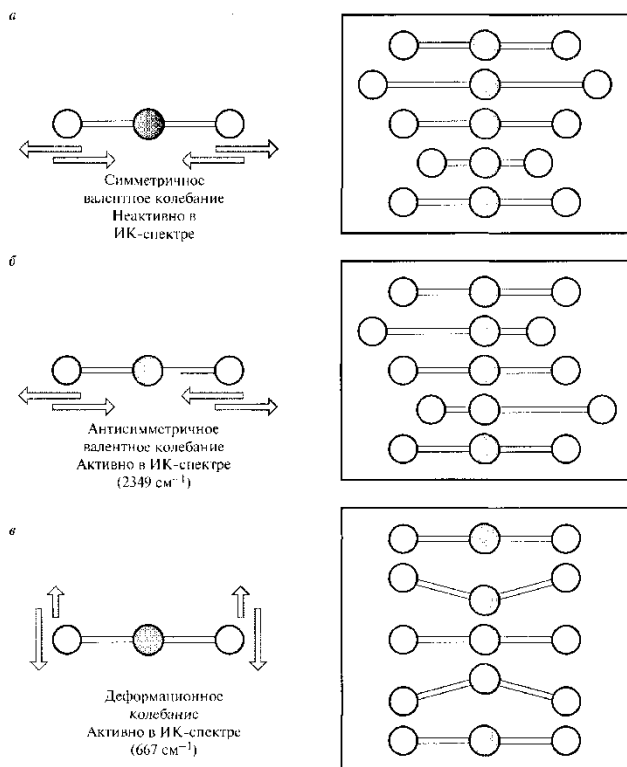 а
Симметричное
валентное колебание
Неактивно в
ИК-спектре
б
Антисимметричное
валентное колебание
Активно в ИК-спектре
(2349 см⁻¹)
в
Деформационное
колебание
Активно в ИК-спектре
(667 см⁻¹)